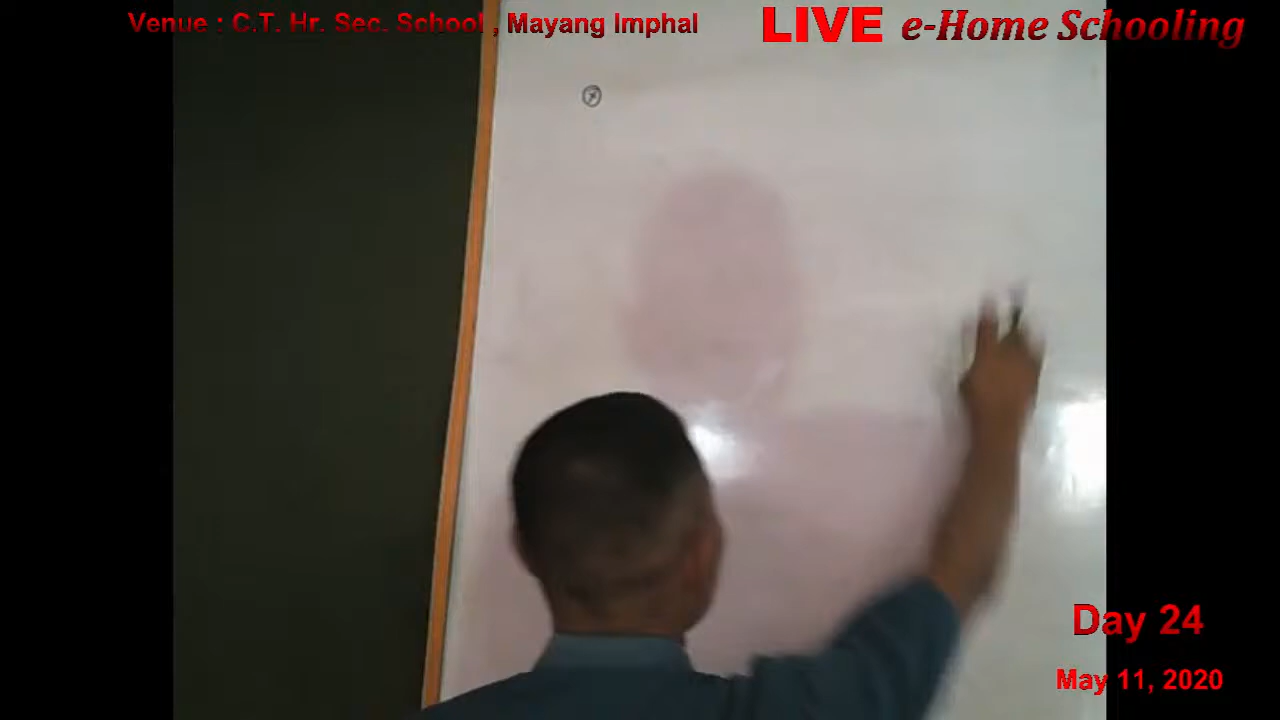 Venue : C.T. Hr. Sec. School , Mayang Imphal
LIVE e-Home Schooling
Day 24
May 11, 2020